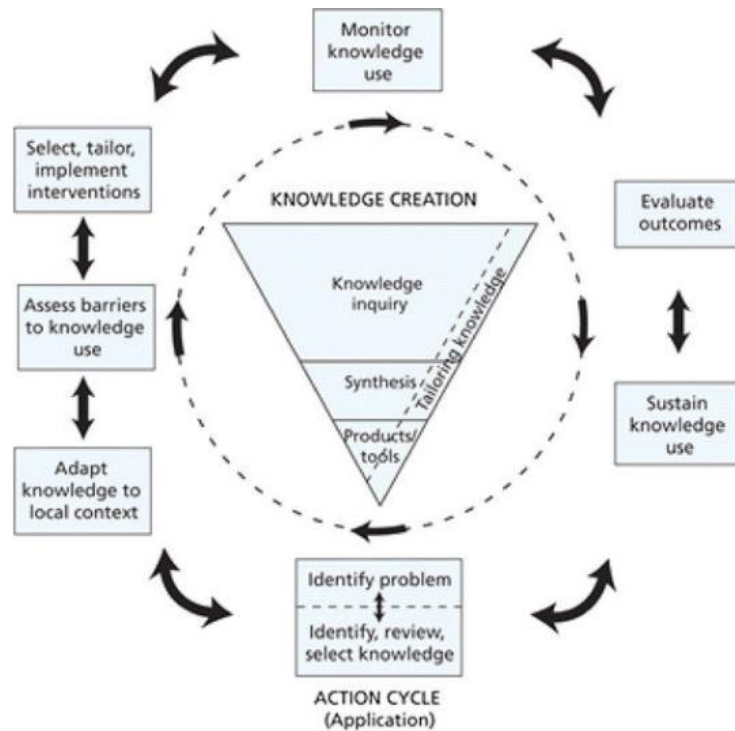 Monitor
knowledge
use
Select, tailor,
implement
interventions
Evaluate
outcomes
KNOWLEDGE CREATION
Knowledge
inquiry
Tailoring knowledge
Assess barriers
to knowledge
use
Synthesis
Products/
tools
Sustain
knowledge
use
Adapt
knowledge to
local context
Identify problem
Identify, review,
select knowledge
ACTION CYCLE
(Application)